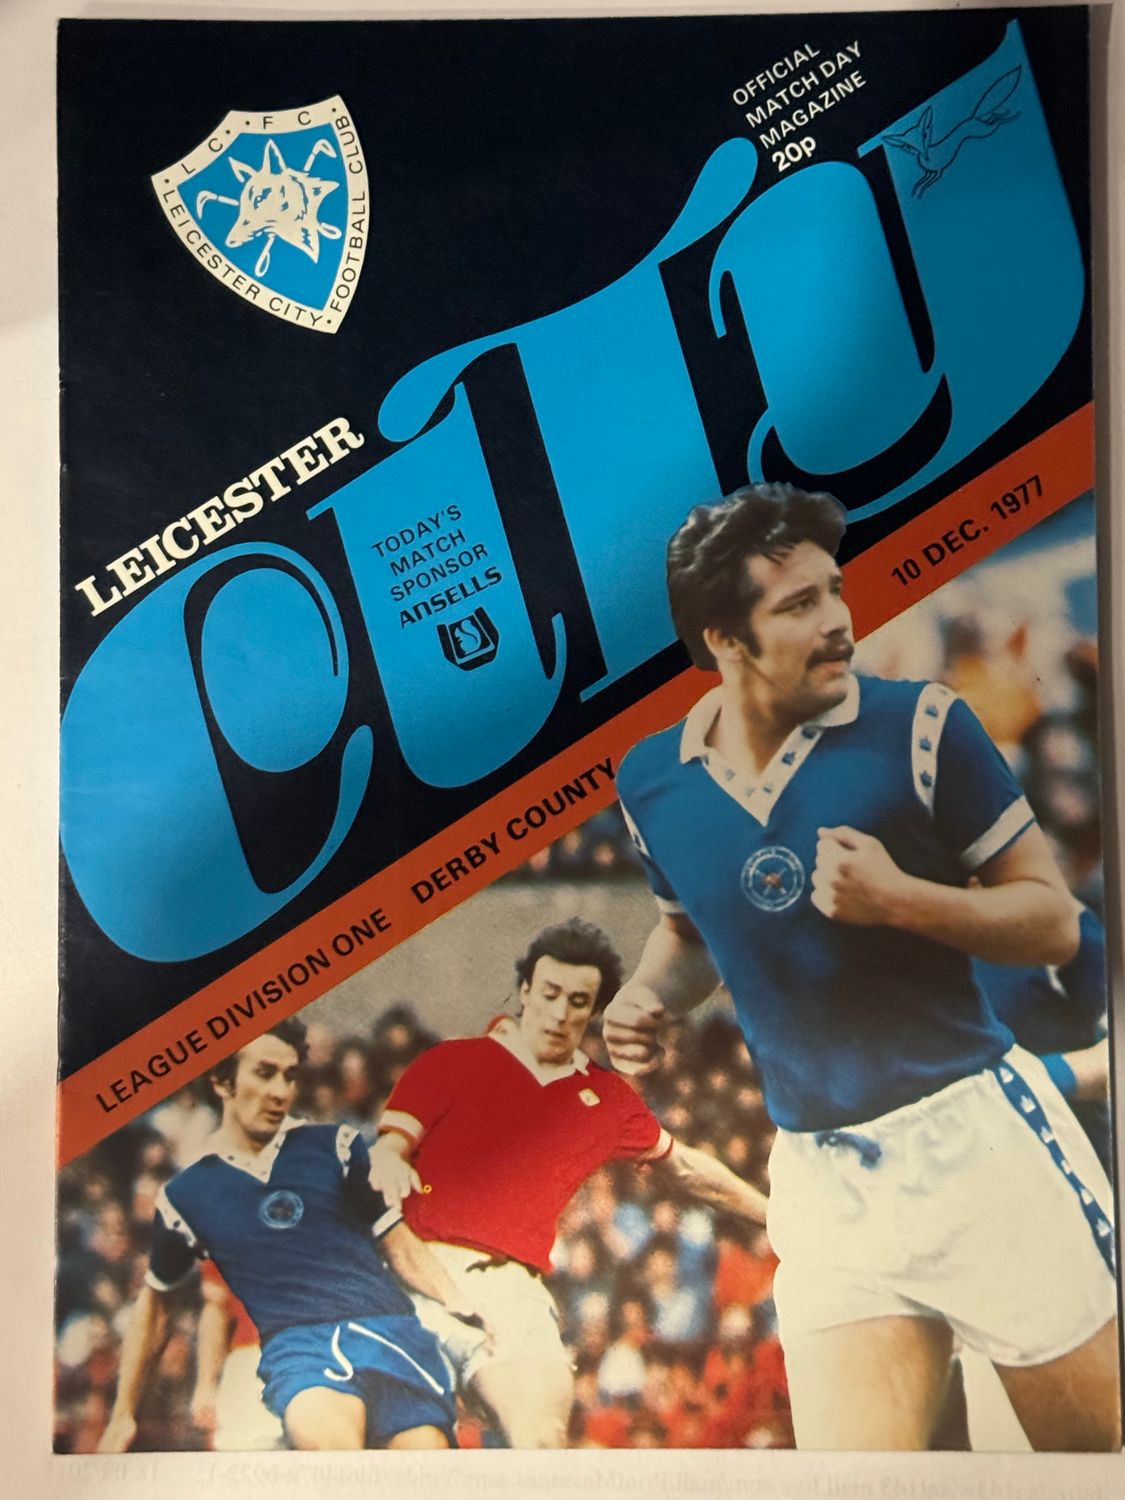 OFFICIAL
MATCH DAY
MAGAZINE
20p
L C · F C ·
· LEICESTER CITY · FOOTBALL CLUB
LEICESTER
City
TODAY'S
MATCH
SPONSOR
ANSELLS
10 DEC. 1977
LEAGUE DIVISION ONE DERBY COUNTY